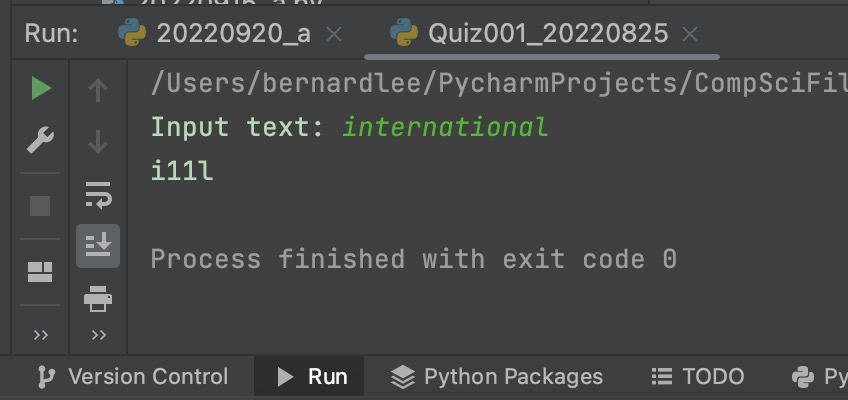 Run: 20220920_a × Quiz001_20220825 ×
/Users/bernardlee/PycharmProjects/CompSciFil
Input text: international
i11l
Process finished with exit code 0
Version Control Run Python Packages TODO Py